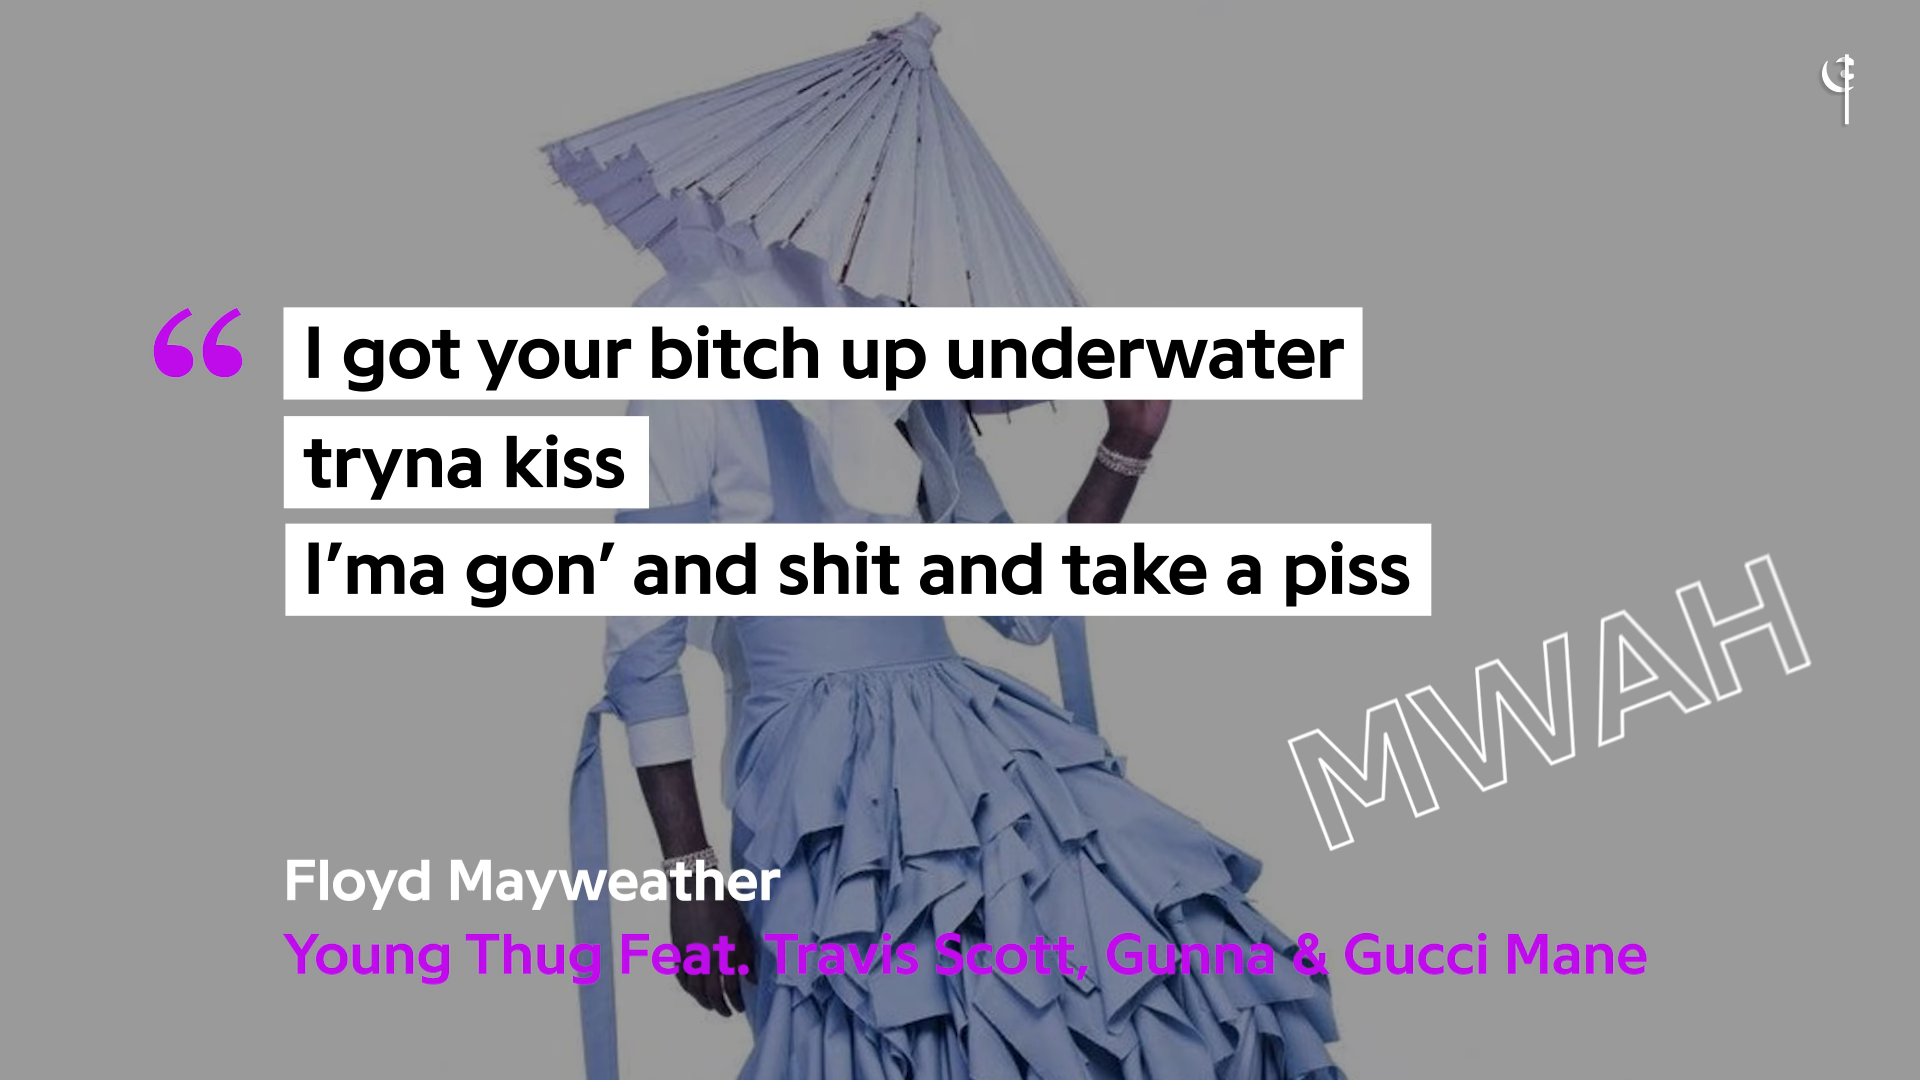 “
I got your bitch up underwater
tryna kiss
I’ma gon’ and shit and take a piss
MWAH
Floyd Mayweather
Young Thug Feat. Travis Scott, Gunna & Gucci Mane